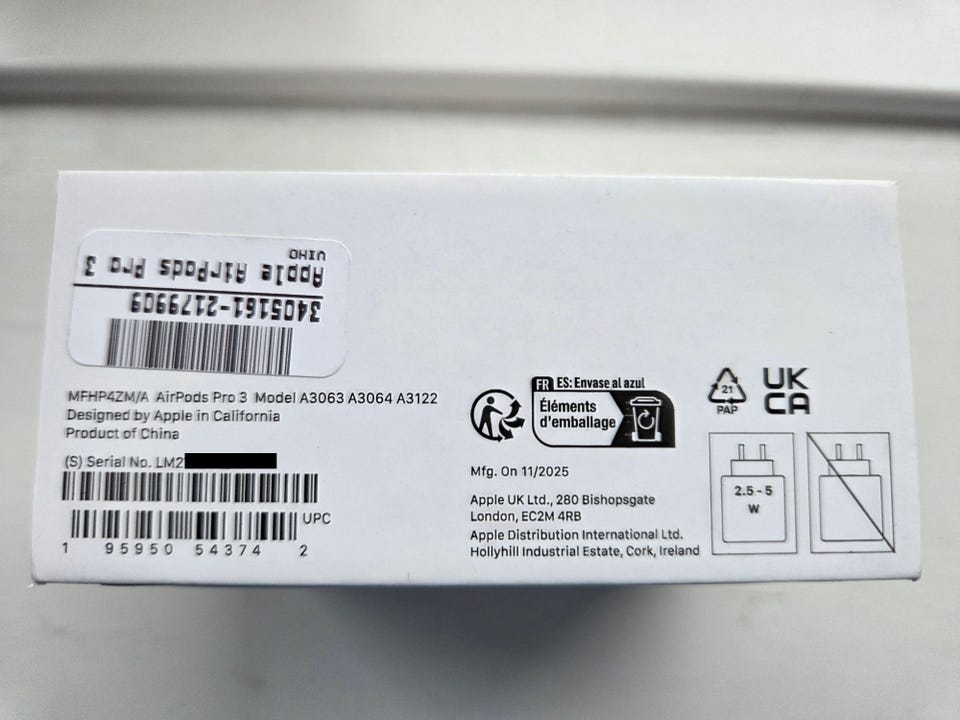 VIHO
Apple AirPods Pro 3
3405161-21799C9
MFHP4ZM/A AirPods Pro 3 Model A3063 A3064 A3122
Designed by Apple in California
Product of China
(S) Serial No. LM2
UPC
1 95950 54374 2
FR ES: Envase al azul
Éléments
d'emballage
Mfg. On 11/2025
Apple UK Ltd., 280 Bishopsgate
London, EC2M 4RB
Apple Distribution International Ltd.
Hollyhill Industrial Estate, Cork, Ireland
21
PAP
UK
CA
2.5 - 5
W